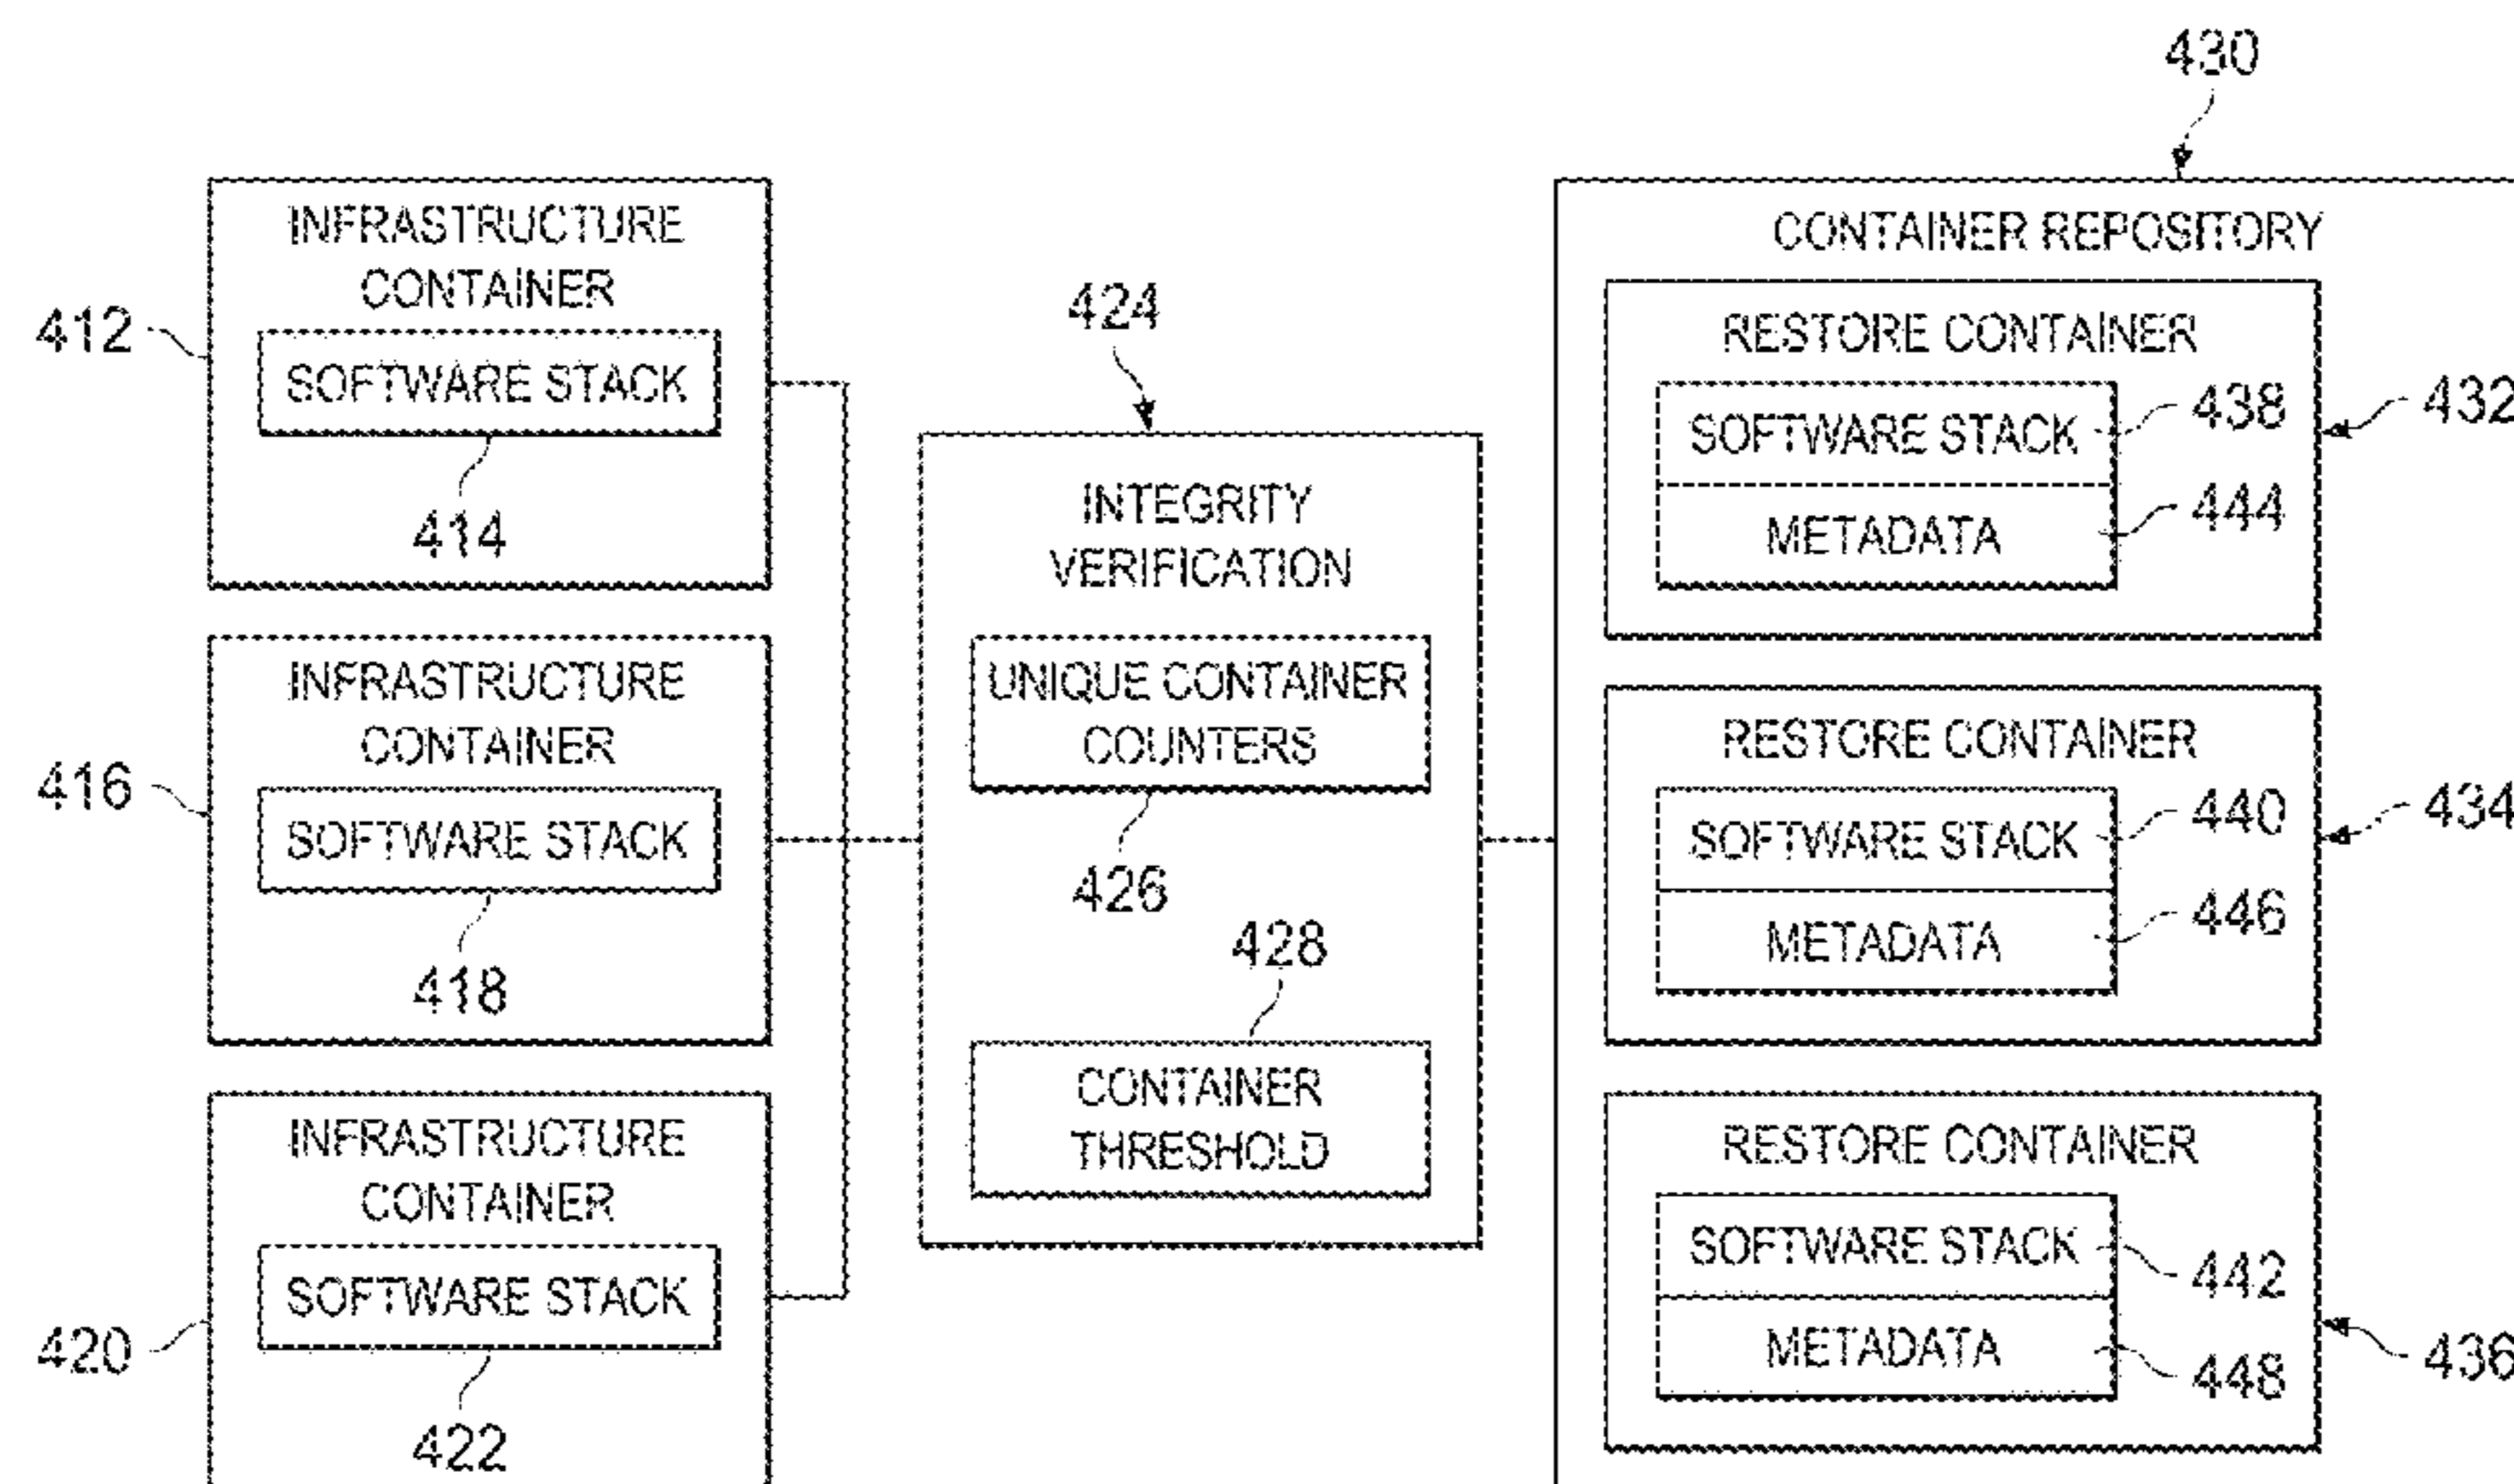 430
INFRASTRUCTURE
CONTAINER
412
SOFTWARE STACK
414
INFRASTRUCTURE
CONTAINER
416
SOFTWARE STACK
418
INFRASTRUCTURE
CONTAINER
420
SOFTWARE STACK
422
424
INTEGRITY
VERIFICATION
UNIQUE CONTAINER
COUNTERS
426
428
CONTAINER
THRESHOLD
CONTAINER REPOSITORY
RESTORE CONTAINER
SOFTWARE STACK
438
432
METADATA
444
RESTORE CONTAINER
SOFTWARE STACK
440
434
METADATA
446
RESTORE CONTAINER
SOFTWARE STACK
442
METADATA
448
436